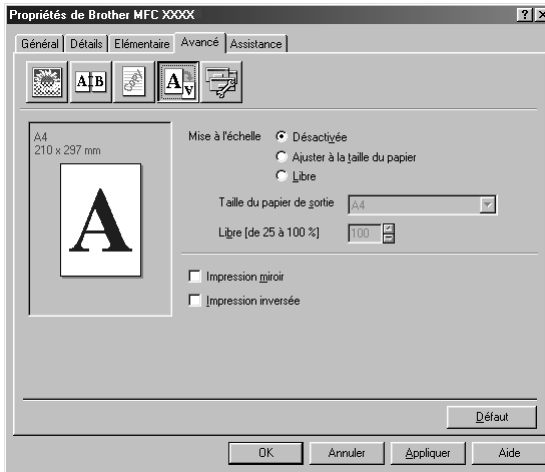 Propriétés de Brother MFC XXXX
Général Détails Elémentaire Avancé Assistance
A B
A V
A4
210 x 297 mm
A
Mise à l'échelle Désactivée
Ajuster à la taille du papier
Libre
Taille du papier de sortie A4
Libre [de 25 à 100 %] 100
Impression miroir
Impression inversée
Défaut
OK Annuler Appliquer Aide